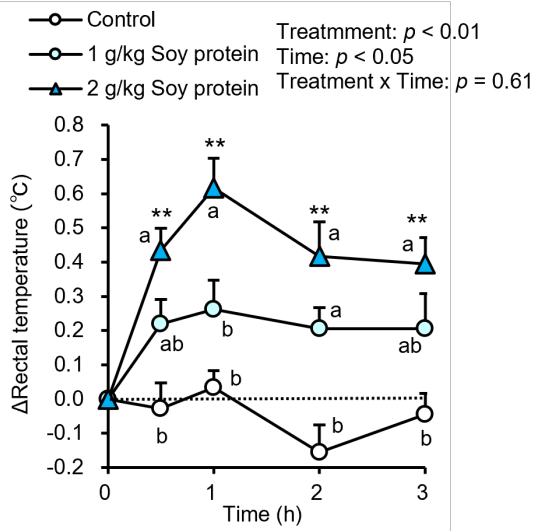 Control
1 g/kg Soy protein
2 g/kg Soy protein
Treatmment: p < 0.01
Time: p < 0.05
Treatment x Time: p = 0.61
ΔRectal temperature (℃)
0.8
0.7
0.6
0.5
0.4
0.3
0.2
0.1
0.0
-0.1
-0.2
**
**
**
**
a
a
a
a
ab
b
a
ab
b
b
b
b
0
1
2
3
Time (h)